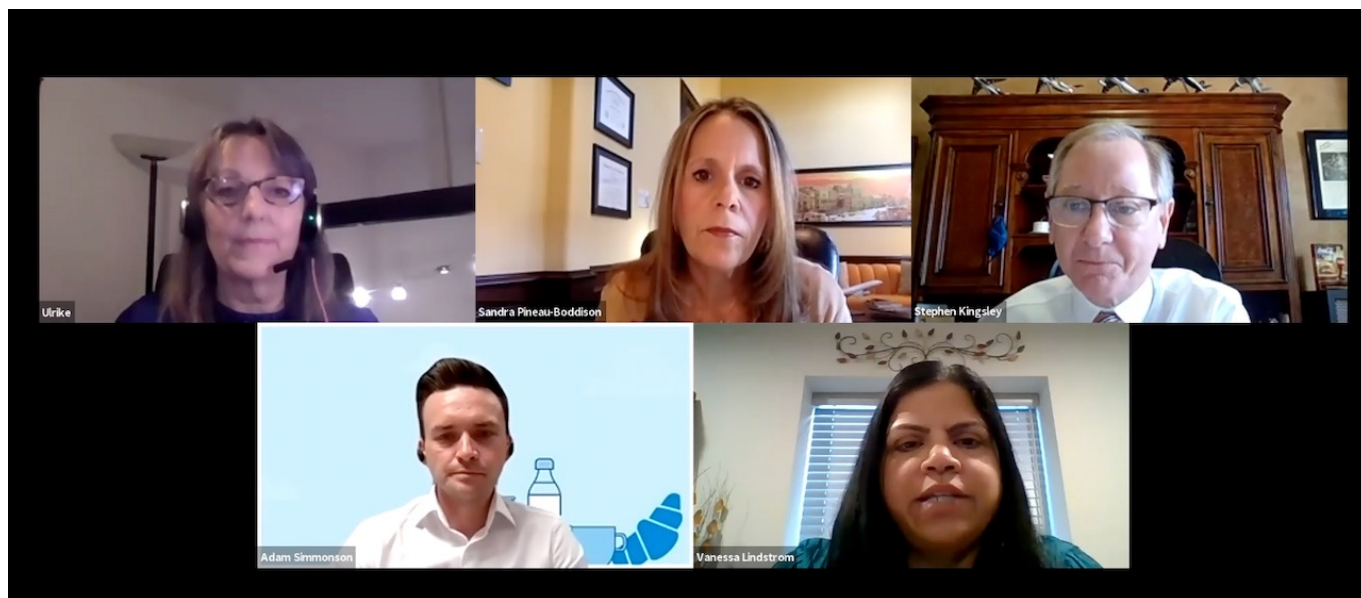 Ulrike
Sandra Pineau-Boddison
Stephen Kingsley
Adam Simmonson
Vanessa Lindstrom